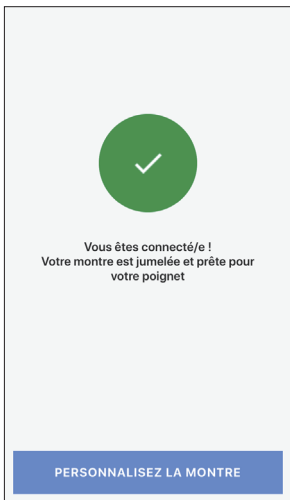 Vous êtes connecté/e !
Votre montre est jumelée et prête pour
votre poignet
PERSONNALISEZ LA MONTRE